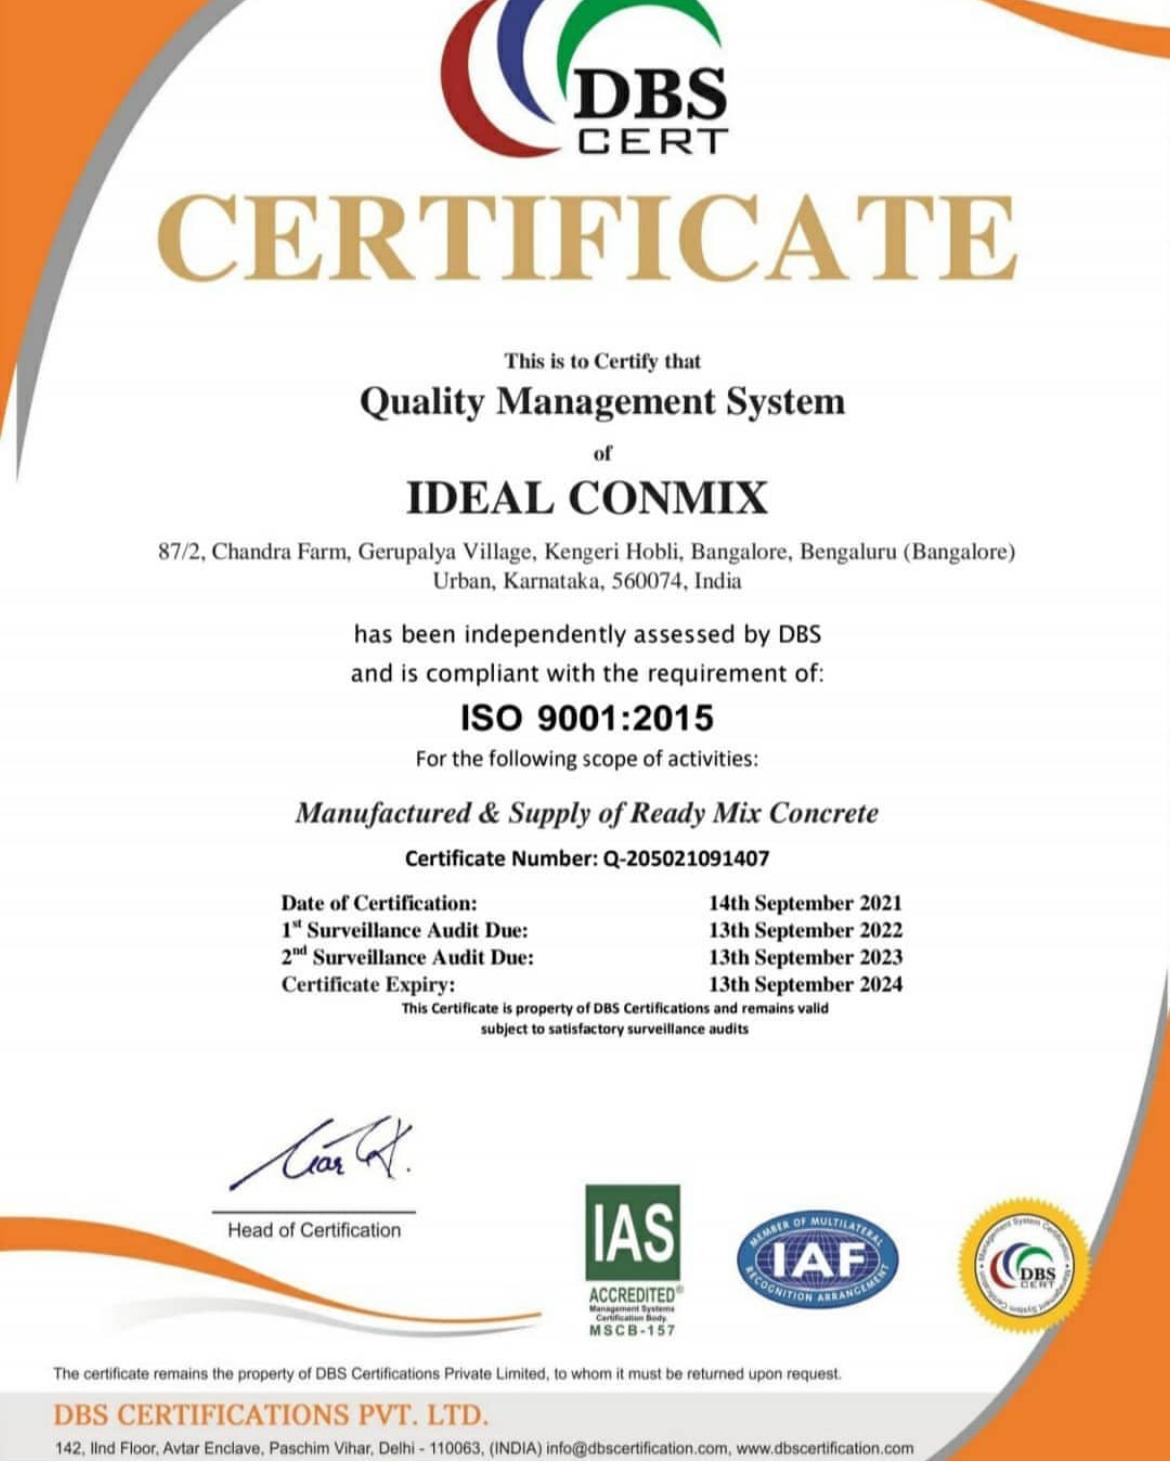 DBS
CERT
CERTIFICATE
This is to Certify that
Quality Management System
of
IDEAL CONMIX
87/2, Chandra Farm, Gerupalya Village, Kengeri Hobli, Bangalore, Bengaluru (Bangalore)
Urban, Karnataka, 560074, India
has been independently assessed by DBS
and is compliant with the requirement of:
ISO 9001:2015
For the following scope of activities:
Manufactured & Supply of Ready Mix Concrete
Certificate Number: Q-205021091407
Date of Certification: 14th September 2021
1st Surveillance Audit Due: 13th September 2022
2nd Surveillance Audit Due: 13th September 2023
Certificate Expiry: 13th September 2024
This Certificate is property of DBS Certifications and remains valid
subject to satisfactory surveillance audits
Head of Certification
IAS
ACCREDITED®
Management Systems
Certification Body
MSCB-157
MEMBER OF MULTILATERAL
IAF
RECOGNITION ARRANGEMENT
DBS
CERT
The certificate remains the property of DBS Certifications Private Limited, to whom it must be returned upon request.
DBS CERTIFICATIONS PVT. LTD.
142, IInd Floor, Avtar Enclave, Paschim Vihar, Delhi - 110063, (INDIA) info@dbscertification.com, www.dbscertification.com